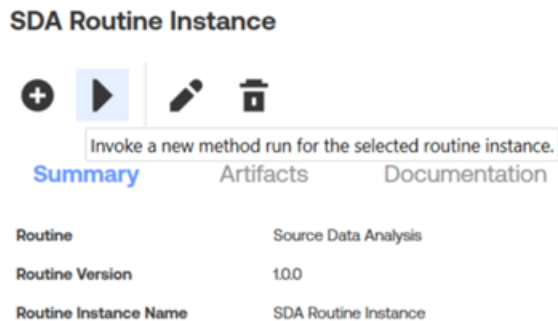 SDA Routine Instance
Invoke a new method run for the selected routine instance.
Summary Artifacts Documentation
Routine Source Data Analysis
Routine Version 1.0.0
Routine Instance Name SDA Routine Instance